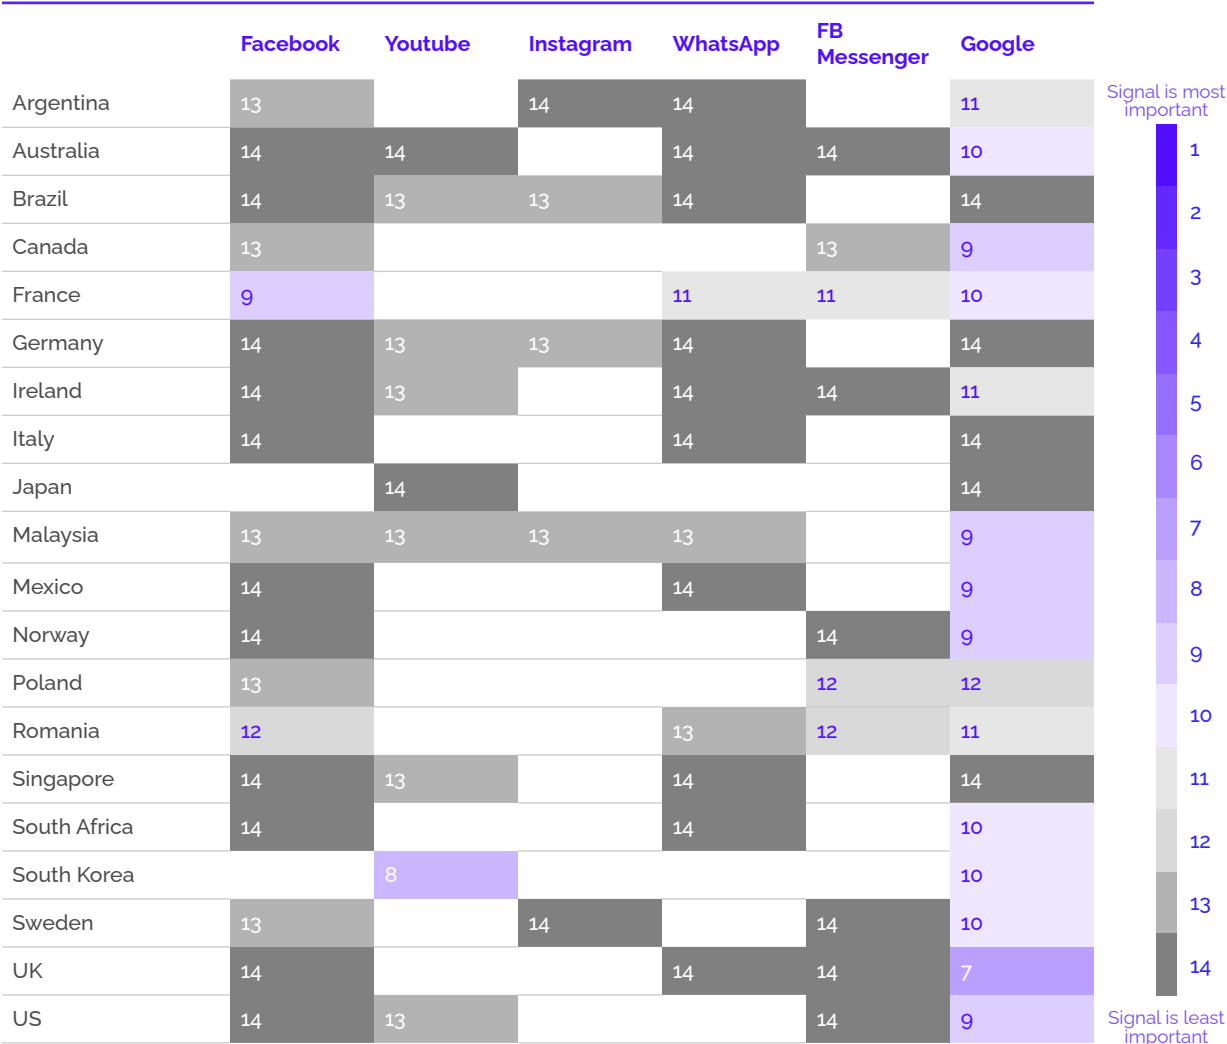 Facebook Youtube Instagram WhatsApp FB Messenger Google
Signal is most
important
Argentina 13 14 14 11
Australia 14 14 14 14 10
Brazil 14 13 13 14 14
Canada 13 13 9
France 9 11 11 10
Germany 14 13 13 14 14
Ireland 14 13 14 14 11
Italy 14 14 14
Japan 14 14
Malaysia 13 13 13 13 9
Mexico 14 14 9
Norway 14 14 9
Poland 13 12 12
Romania 12 13 12 11
Singapore 14 13 14 14
South Africa 14 14 10
South Korea 8 10
Sweden 13 14 14 10
UK 14 14 14 7
US 14 13 14 9
1
2
3
4
5
6
7
8
9
10
11
12
13
14
Signal is least
important